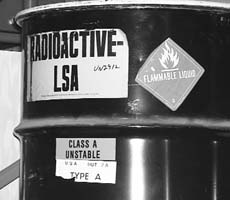 RADIOACTIVE-
LSA
FLAMMABLE LIQUID
CLASS A
UNSTABLE
TYPE A